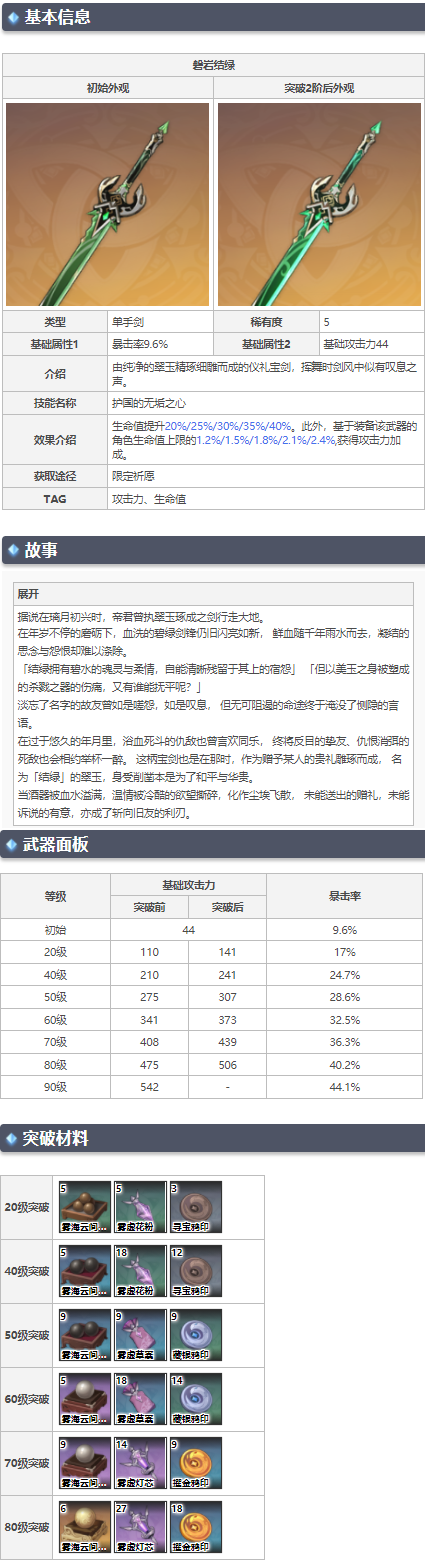 基本信息
磐岩结绿
初始外观 突破2阶后外观
类型 单手剑 稀有度 5
基础属性1 暴击率9.6% 基础属性2 基础攻击力44
介绍 由纯净的翠玉精琢细雕而成的仪礼宝剑，挥舞时剑风中似有叹息之
声。
技能名称 护国的无垢之心
效果介绍 生命值提升20%/25%/30%/35%/40%。此外，基于装备该武器的
角色生命值上限的1.2%/1.5%/1.8%/2.1%/2.4%,获得攻击力加
成。
获取途径 限定祈愿
TAG 攻击力、生命值
故事
展开
据说在璃月初兴时，帝君曾执翠玉琢成之剑行走大地。
在年岁不停的磨砺下，血洗的碧绿剑锋仍旧闪亮如新， 鲜血随千年雨水而去，凝结的
思念与怨恨却难以涤除。
「结绿拥有碧水的魂灵与柔情，自能清晰残留于其上的宿怨」 「但以美玉之身被塑成
的杀戮之器的伤痛，又有谁能抚平呢？」
淡忘了名字的故友曾如是嗟怨，如是叹息， 但无可阻遏的命途终于淹没了恻隐的言
语。
在过于悠久的年月里，浴血死斗的仇敌也曾言欢同乐， 终将反目的挚友、仇恨消弭的
死敌也会相约举杯一醉。 这柄宝剑也是在那时，作为赠予某人的贵礼雕琢而成， 名
为「结绿」的翠玉，身受削凿本是为了和平与华贵。
当酒器被血水溢满，温情被冷酷的欲望撕碎，化作尘埃飞散， 未能送出的赠礼，未能
诉说的有意，亦成了斩向旧友的利刃。
武器面板
等级 基础攻击力 暴击率
突破前 突破后
初始 44 9.6%
20级 110 141 17%
40级 210 241 24.7%
50级 275 307 28.6%
60级 341 373 32.5%
70级 408 439 36.3%
80级 475 506 40.2%
90级 542 - 44.1%
突破材料
20级突破 5 5 3
雾海云间... 雾虚花粉 寻宝鸦印
40级突破 5 18 12
雾海云间... 雾虚花粉 寻宝鸦印
50级突破 9 9 9
雾海云间... 雾虚草囊 藏银鸦印
60级突破 5 18 14
雾海云间... 雾虚草囊 藏银鸦印
70级突破 9 14 9
雾海云间... 雾虚灯芯 攫金鸦印
80级突破 6 27 18
雾海云间... 雾虚灯芯 攫金鸦印